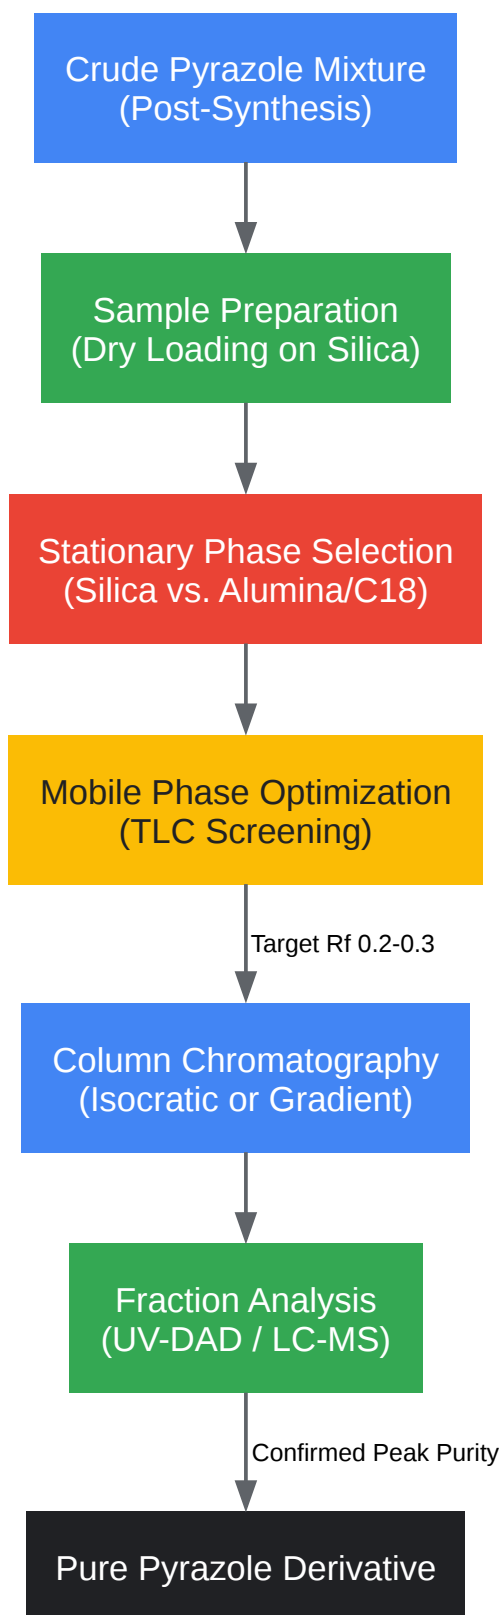 Crude Pyrazole Mixture
(Post-Synthesis)
Sample Preparation
(Dry Loading on Silica)
Stationary Phase Selection
(Silica vs. Alumina/C18)
Mobile Phase Optimization
(TLC Screening)
Target Rf 0.2-0.3
Column Chromatography
(Isocratic or Gradient)
Fraction Analysis
(UV-DAD / LC-MS)
Confirmed Peak Purity
Pure Pyrazole Derivative